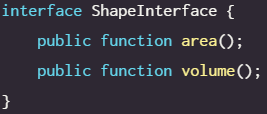 interface ShapeInterface {
    public function area();
    public function volume();
}